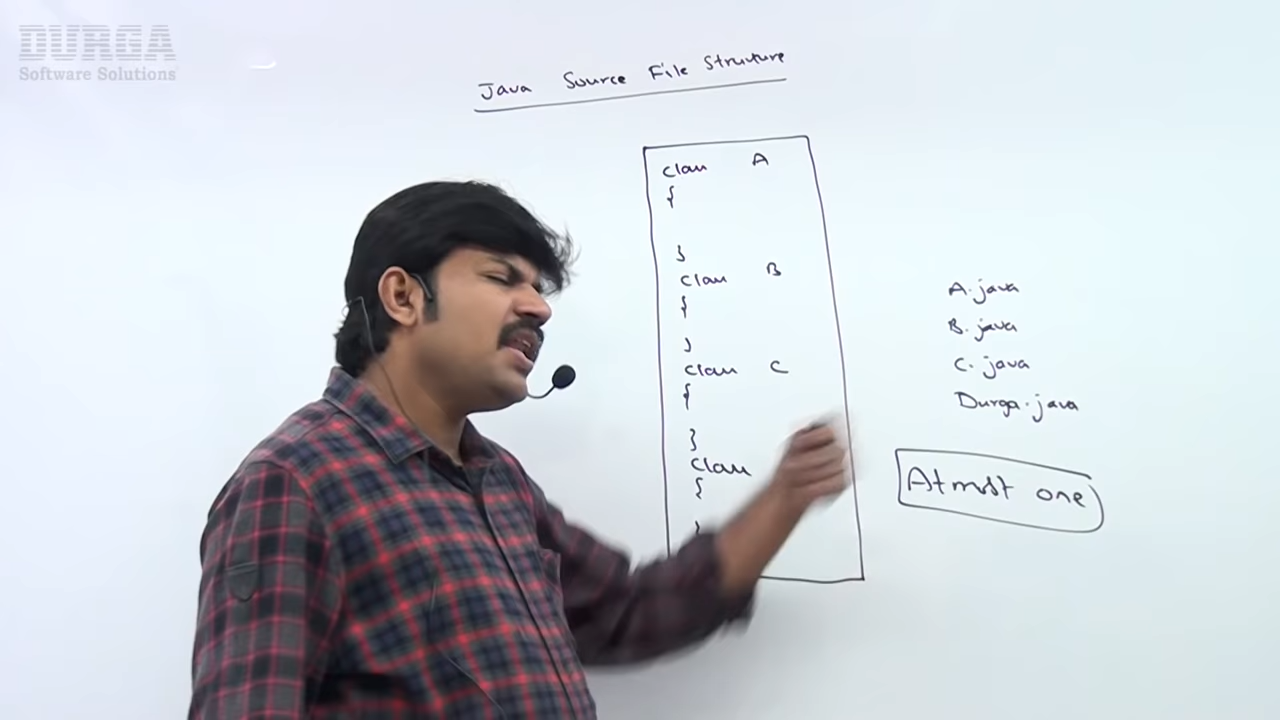 DURGA
Software Solutions
Java Source File Structure
class A
{
}
class B
{
}
class C
{
}
class
{
}
A.java
B.java
C.java
Durga.java
Atmost one